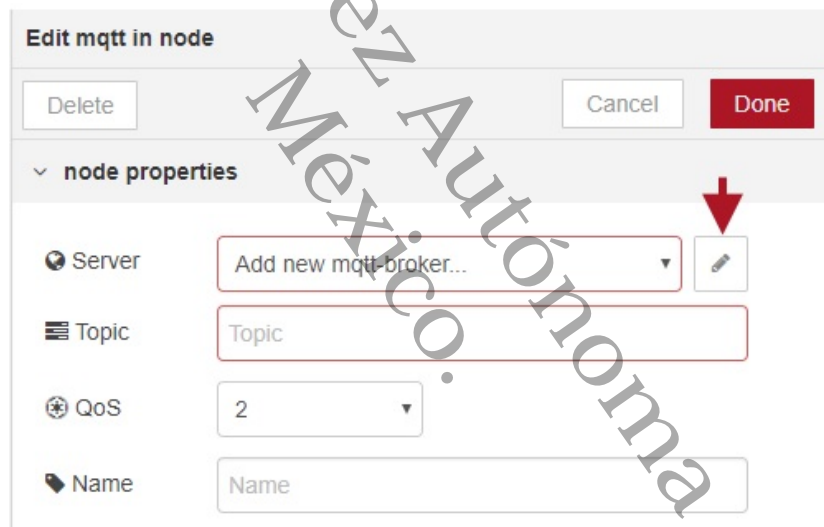 Edit mqtt in node
Delete
Cancel
Done
node properties
Server
Add new mqtt-broker...
Topic
Topic
QoS
2
Name
Name
Autónoma
México.